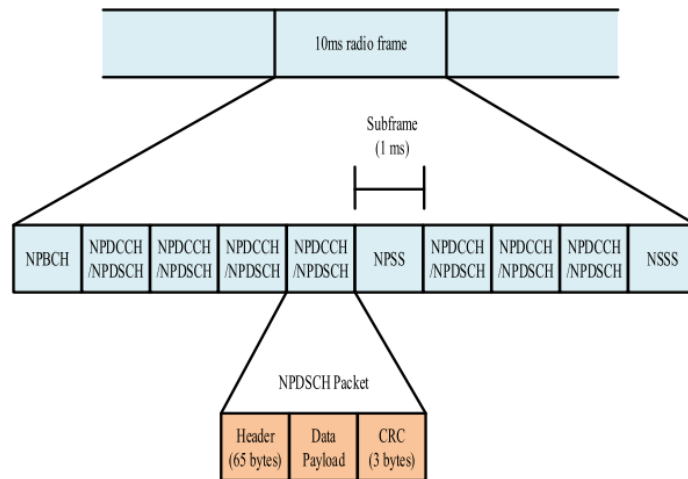 10ms radio frame
Subframe
(1 ms)
NPBCH
NPDCCH
/NPDSCH
NPDCCH
/NPDSCH
NPDCCH
/NPDSCH
NPDCCH
/NPDSCH
NPSS
NPDCCH
/NPDSCH
NPDCCH
/NPDSCH
NPDCCH
/NPDSCH
NSSS
NPDSCH Packet
Header
(65 bytes)
Data
Payload
CRC
(3 bytes)